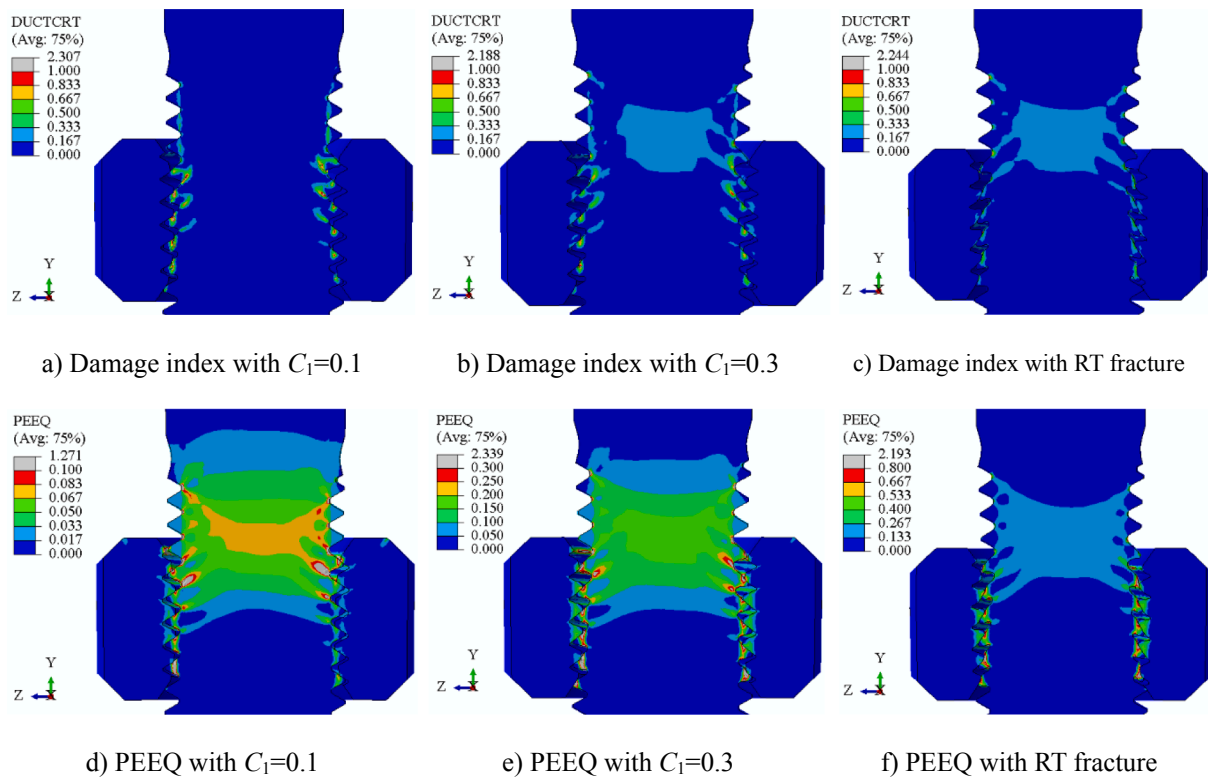 DUCTCRT
(Avg: 75%)
2.307
1.000
0.833
0.667
0.500
0.333
0.167
0.000
Y
Z
X
DUCTCRT
(Avg: 75%)
2.188
1.000
0.833
0.667
0.500
0.333
0.167
0.000
Y
Z
X
DUCTCRT
(Avg: 75%)
2.244
1.000
0.833
0.667
0.500
0.333
0.167
0.000
Y
Z
X
a) Damage index with C₁=0.1
b) Damage index with C₁=0.3
c) Damage index with RT fracture
PEEQ
(Avg: 75%)
1.271
0.100
0.083
0.067
0.050
0.033
0.017
0.000
Y
Z
X
PEEQ
(Avg: 75%)
2.339
0.300
0.250
0.200
0.150
0.100
0.050
0.000
Y
Z
X
PEEQ
(Avg: 75%)
2.193
0.800
0.667
0.533
0.400
0.267
0.133
0.000
Y
Z
X
d) PEEQ with C₁=0.1
e) PEEQ with C₁=0.3
f) PEEQ with RT fracture